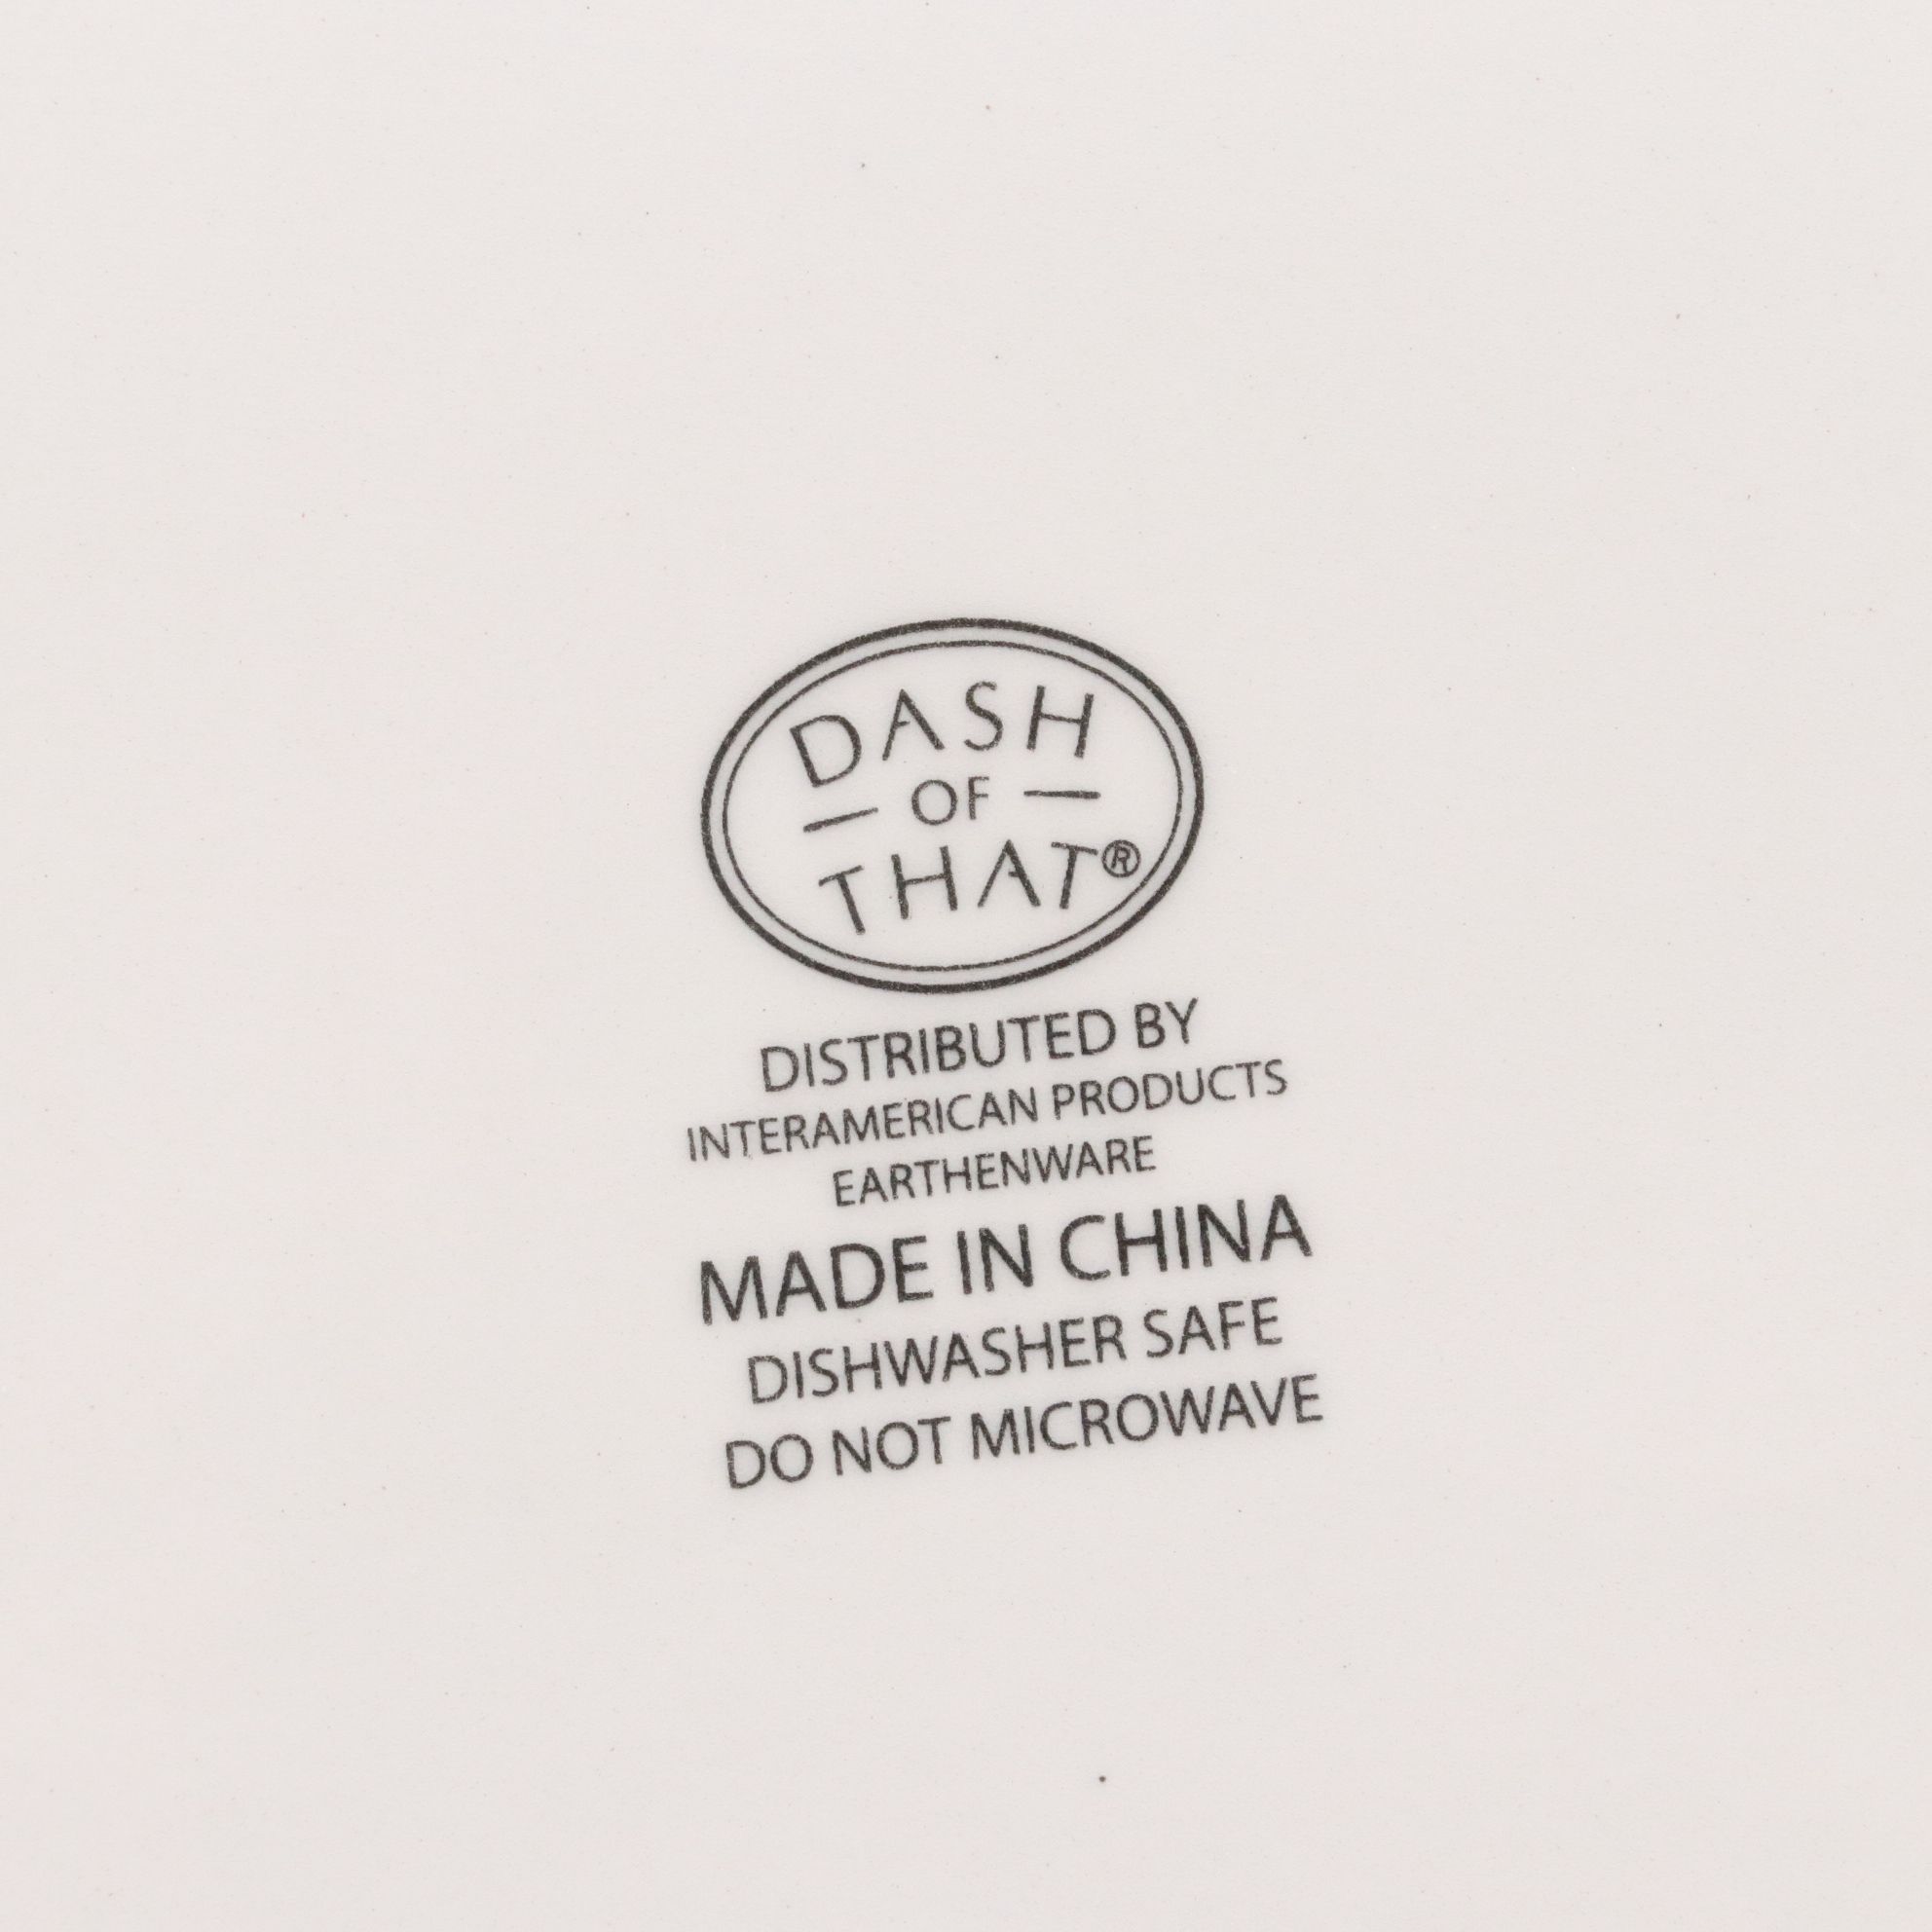 DASH
OF
THAT®
DISTRIBUTED BY
INTERAMERICAN PRODUCTS
EARTHENWARE
MADE IN CHINA
DISHWASHER SAFE
DO NOT MICROWAVE